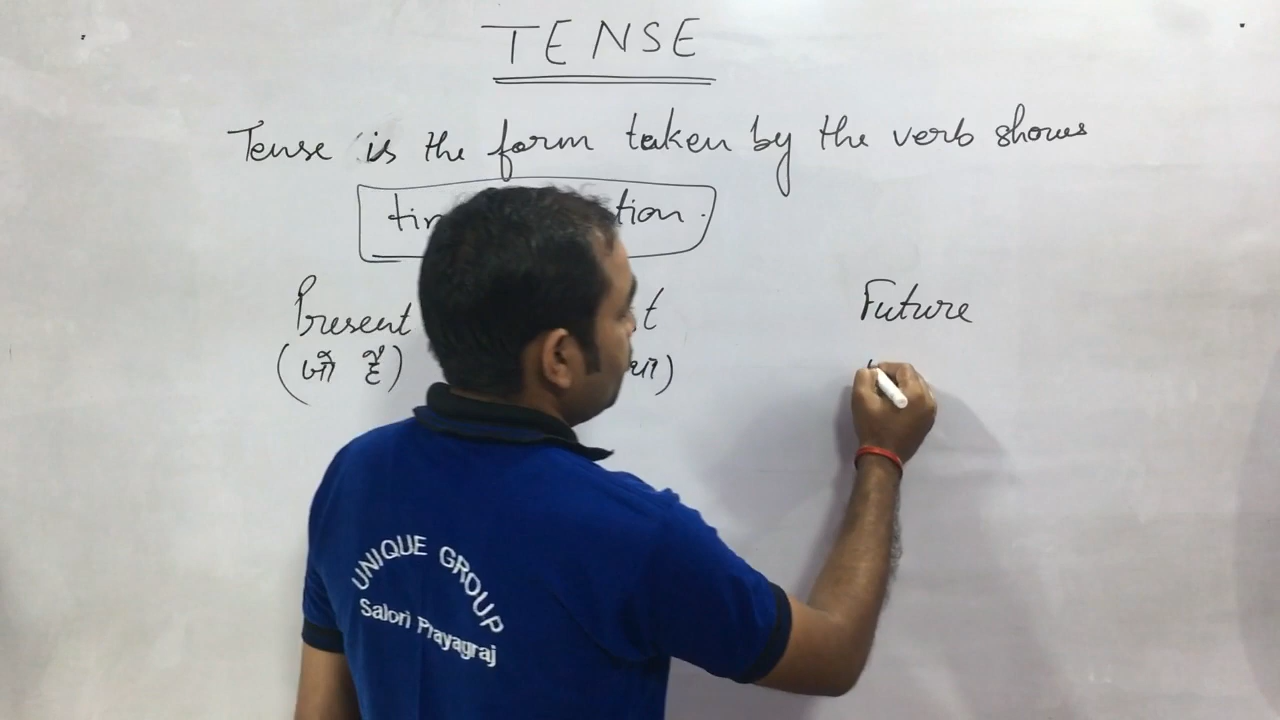 TENSE
Tense is the form taken by the verb shows
Present Future
(जो है)
UNIQUE GROUP
Salori Prayagraj